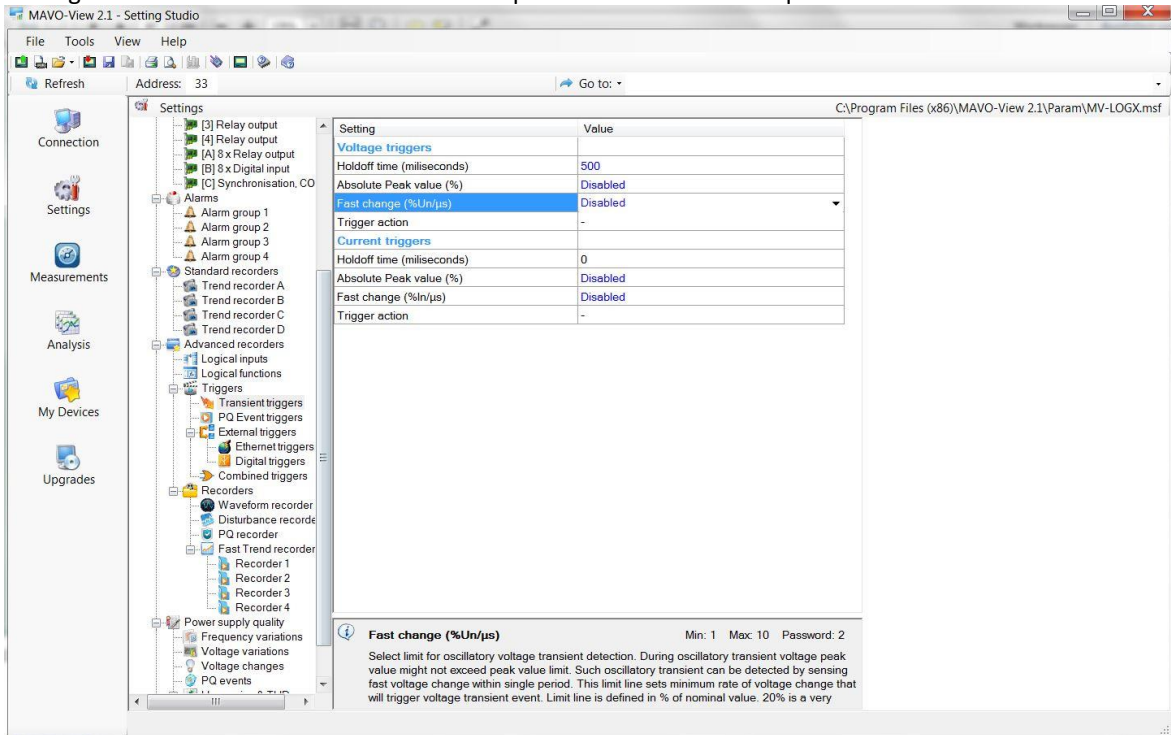 MAVO-View 2.1 - Setting Studio
File Tools View Help
Refresh Address: 33 Go to:
Settings C:\Program Files (x86)\MAVO-View 2.1\Param\MV-LOGX.msf
Connection
Settings
Measurements
Analysis
My Devices
Upgrades
[3] Relay output
[4] Relay output
[A] 8 x Relay output
[B] 8 x Digital input
[C] Synchronisation, CO
Alarms
Alarm group 1
Alarm group 2
Alarm group 3
Alarm group 4
Standard recorders
Trend recorder A
Trend recorder B
Trend recorder C
Trend recorder D
Advanced recorders
Logical inputs
Logical functions
Triggers
Transient triggers
PQ Event triggers
External triggers
Ethernet triggers
Digital triggers
Combined triggers
Recorders
Waveform recorder
Disturbance recorde
PQ recorder
Fast Trend recorder
Recorder 1
Recorder 2
Recorder 3
Recorder 4
Power supply quality
Frequency variations
Voltage variations
Voltage changes
PQ events
Setting Value
Voltage triggers
Holdoff time (miliseconds) 500
Absolute Peak value (%) Disabled
Fast change (%Un/µs) Disabled
Trigger action -
Current triggers
Holdoff time (miliseconds) 0
Absolute Peak value (%) Disabled
Fast change (%In/µs) Disabled
Trigger action -
Fast change (%Un/µs) Min: 1 Max: 10 Password: 2
Select limit for oscillatory voltage transient detection. During oscillatory transient voltage peak
value might not exceed peak value limit. Such oscillatory transient can be detected by sensing
fast voltage change within single period. This limit line sets minimum rate of voltage change that
will trigger voltage transient event. Limit line is defined in % of nominal value. 20% is a very